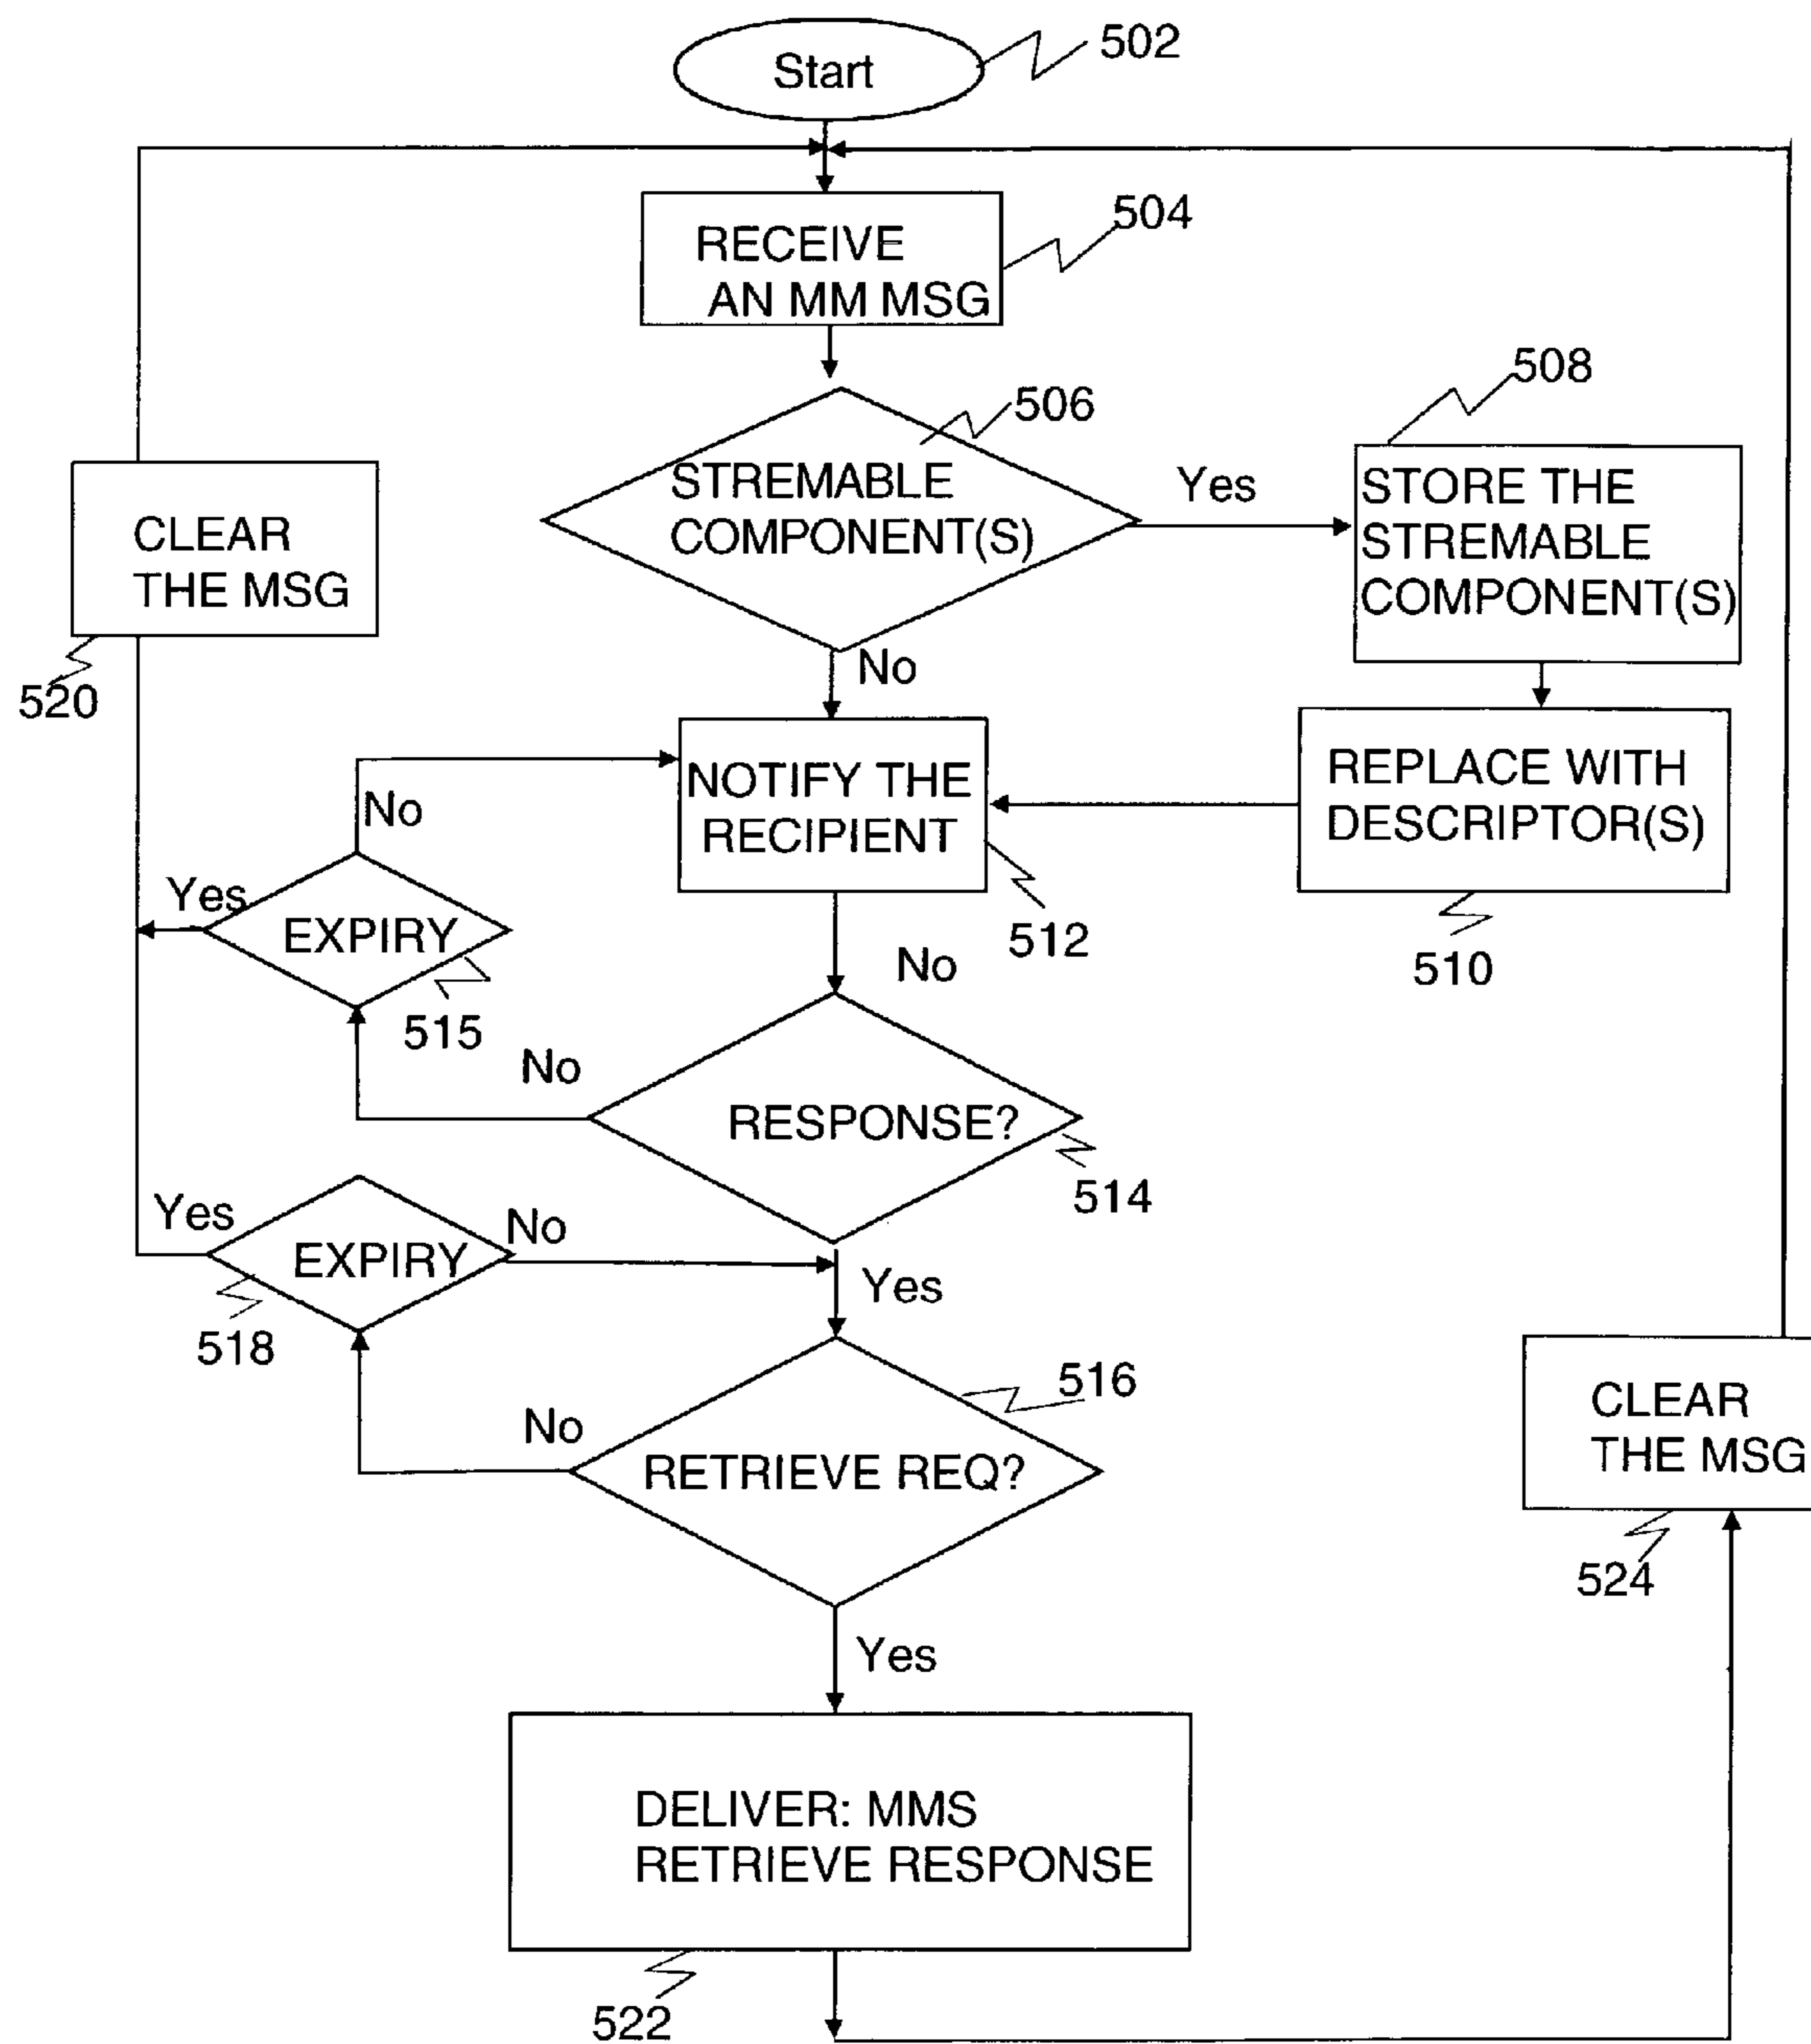 Start
502
RECEIVE
AN MM MSG
504
STREMABLE
COMPONENT(S)
506
Yes
STORE THE
STREMABLE
COMPONENT(S)
508
CLEAR
THE MSG
520
No
NOTIFY THE
RECIPIENT
512
REPLACE WITH
DESCRIPTOR(S)
510
No
Yes
EXPIRY
515
No
No
RESPONSE?
514
Yes
EXPIRY
No
518
Yes
516
No
RETRIEVE REQ?
CLEAR
THE MSG
524
Yes
DELIVER: MMS
RETRIEVE RESPONSE
522